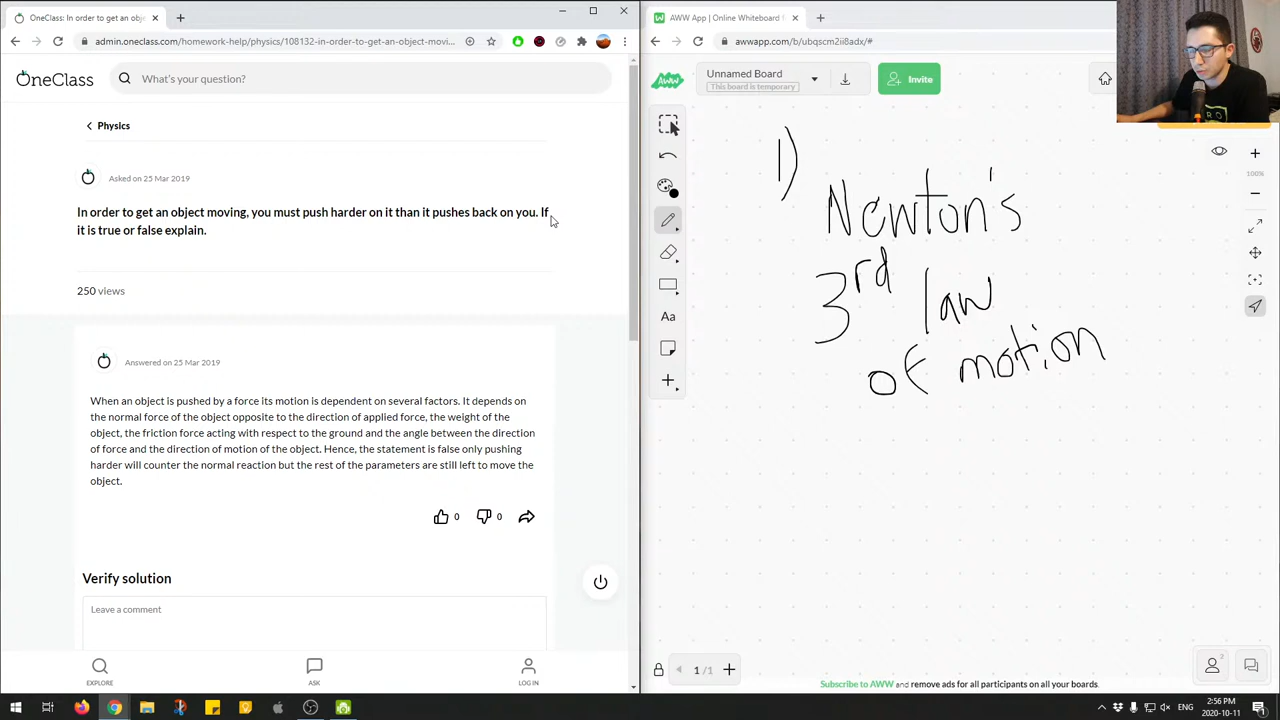 OneClass: In order to get an obje
AWW App | Online Whiteboard f
admin.oneclass.com/homework-help/physics/108132-in-order-to-get-an-object-movi...
awwapp.com/b/ubqscm2ii8adx/#
OneClass
What's your question?
Unnamed Board
This board is temporary
Invite
Physics
Asked on 25 Mar 2019
In order to get an object moving, you must push harder on it than it pushes back on you. If
it is true or false explain.
250 views
Answered on 25 Mar 2019
When an object is pushed by a force its motion is dependent on several factors. It depends on
the normal force of the object opposite to the direction of applied force, the weight of the
object, the friction force acting with respect to the ground and the angle between the direction
of force and the direction of motion of the object. Hence, the statement is false only pushing
harder will counter the normal reaction but the rest of the parameters are still left to move the
object.
0 0
Verify solution
Leave a comment
EXPLORE ASK LOG IN
1)
Newton's
3rd law
of motion
Aa
100%
1 /1
Subscribe to AWW and remove ads for all participants on all your boards.
ENG
2:56 PM
2020-10-11